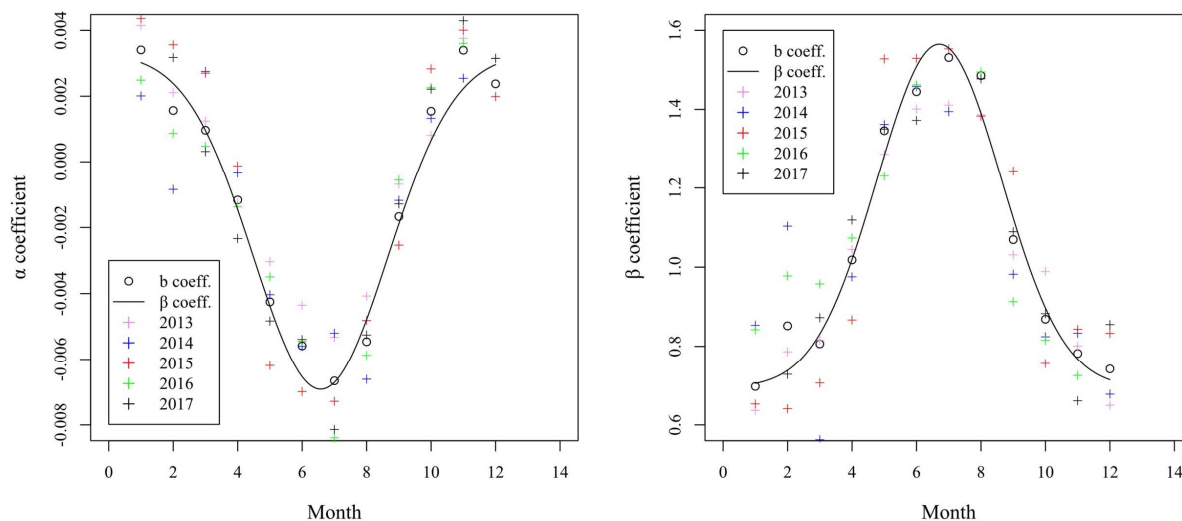 α coefficient
0.004
0.002
0.000
-0.002
-0.004
-0.006
-0.008
b coeff.
β coeff.
2013
2014
2015
2016
2017
0 2 4 6 8 10 12 14
Month
β coefficient
1.6
1.4
1.2
1.0
0.8
0.6
b coeff.
β coeff.
2013
2014
2015
2016
2017
0 2 4 6 8 10 12 14
Month